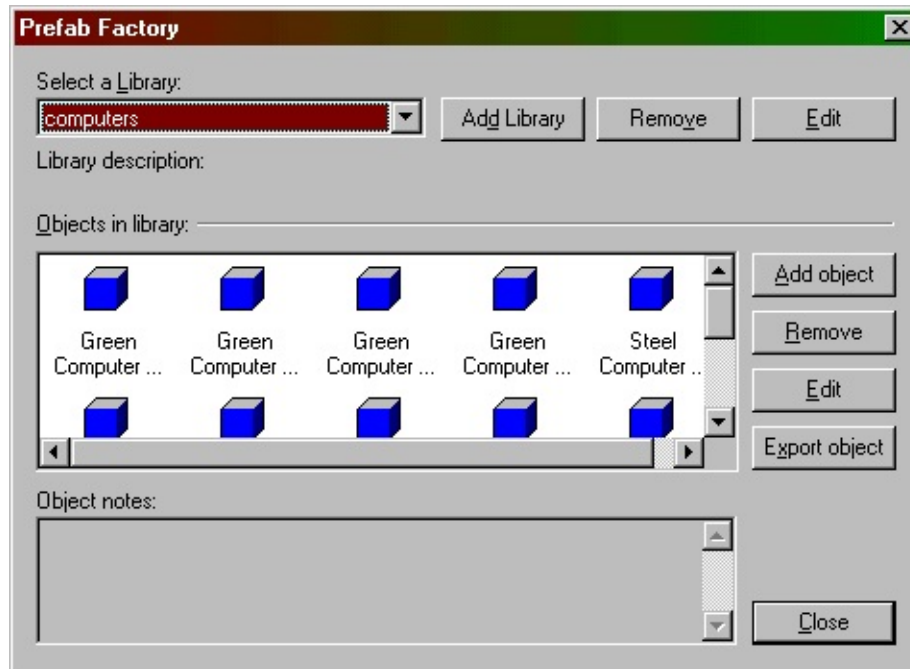 Prefab Factory
Select a Library:
computers
Add Library
Remove
Edit
Library description:
Objects in library:
Green
Computer ...
Green
Computer ...
Green
Computer ...
Green
Computer ...
Steel
Computer ..
Add object
Remove
Edit
Export object
Object notes:
Close